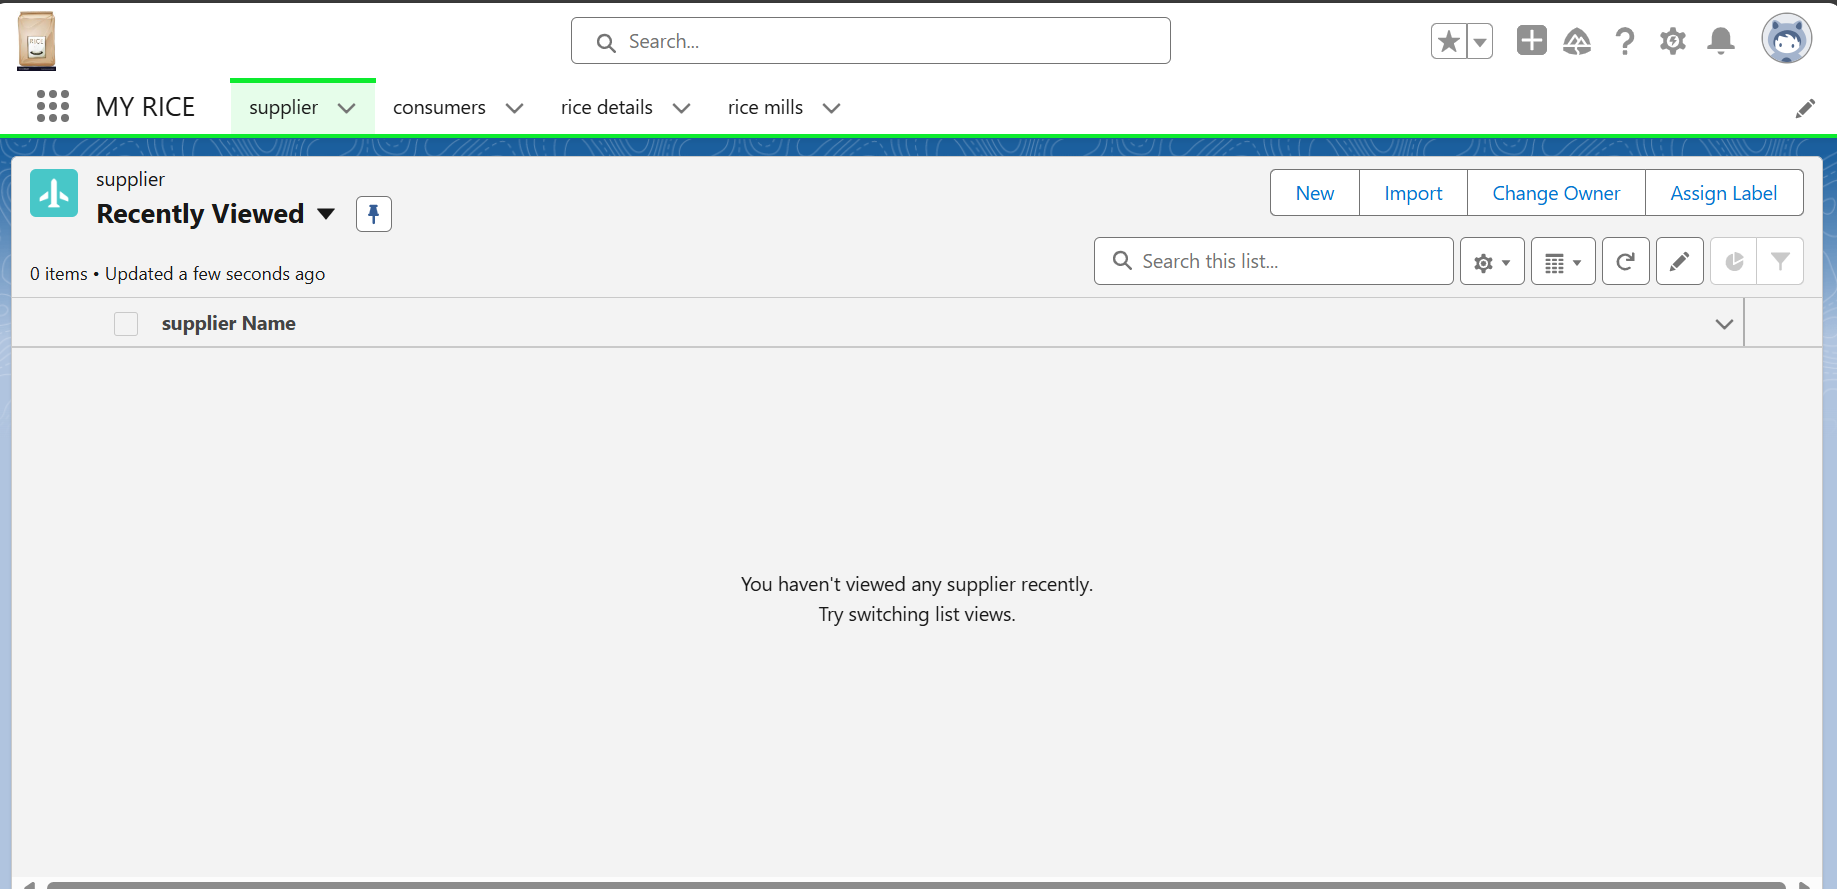 RICE
Search...
MY RICE
supplier
consumers
rice details
rice mills
supplier
Recently Viewed
New
Import
Change Owner
Assign Label
0 items • Updated a few seconds ago
Search this list...
supplier Name
You haven't viewed any supplier recently.
Try switching list views.